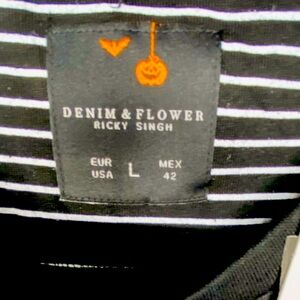 DENIM & FLOWER
RICKY SINGH
EUR L MEX
USA 42